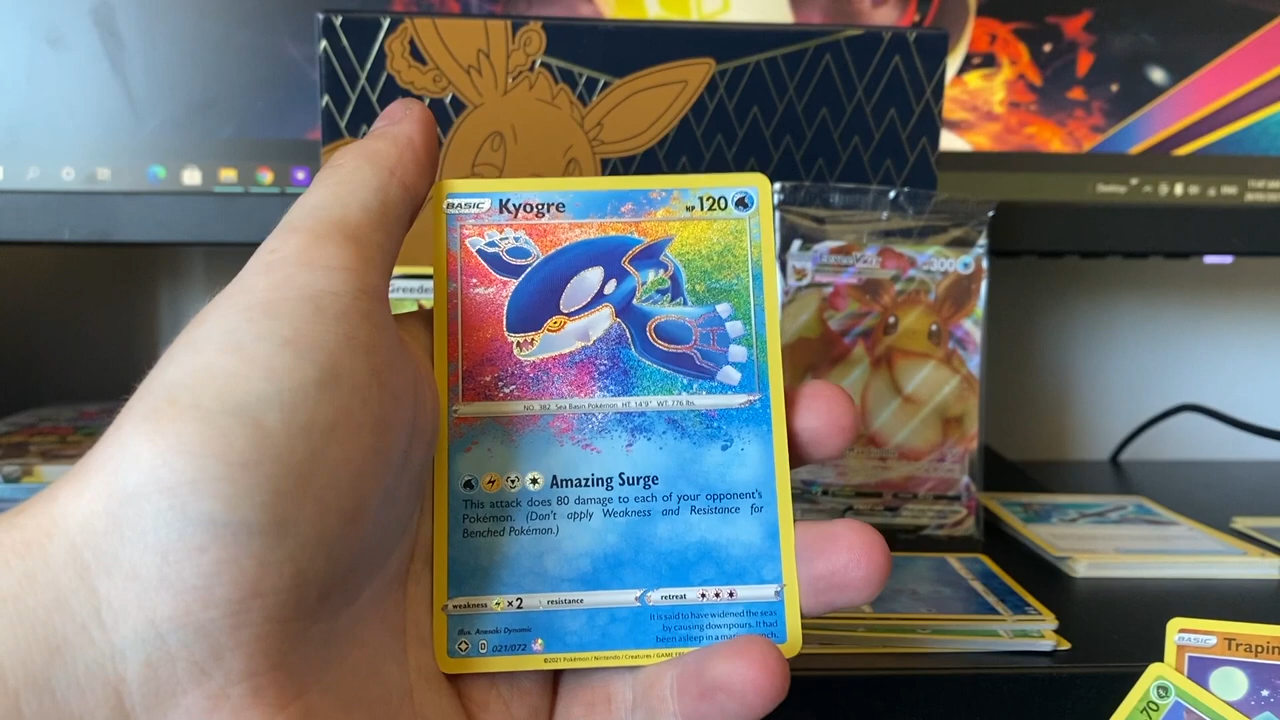 BASIC Kyogre HP 120
NO. 382 Sea Basin Pokémon HT: 14'9" WT: 776 lbs.
Amazing Surge
This attack does 80 damage to each of your opponent's
Pokémon. (Don't apply Weakness and Resistance for
Benched Pokémon.)
weakness ×2 resistance retreat
It is said to have widened the seas
by causing downpours. It had
been asleep in a
Illus. Anesaki Dynamic
D 021/072
©2021 Pokémon / Nintendo / Creatures / GAME
Greede
300
BASIC Trapin
70